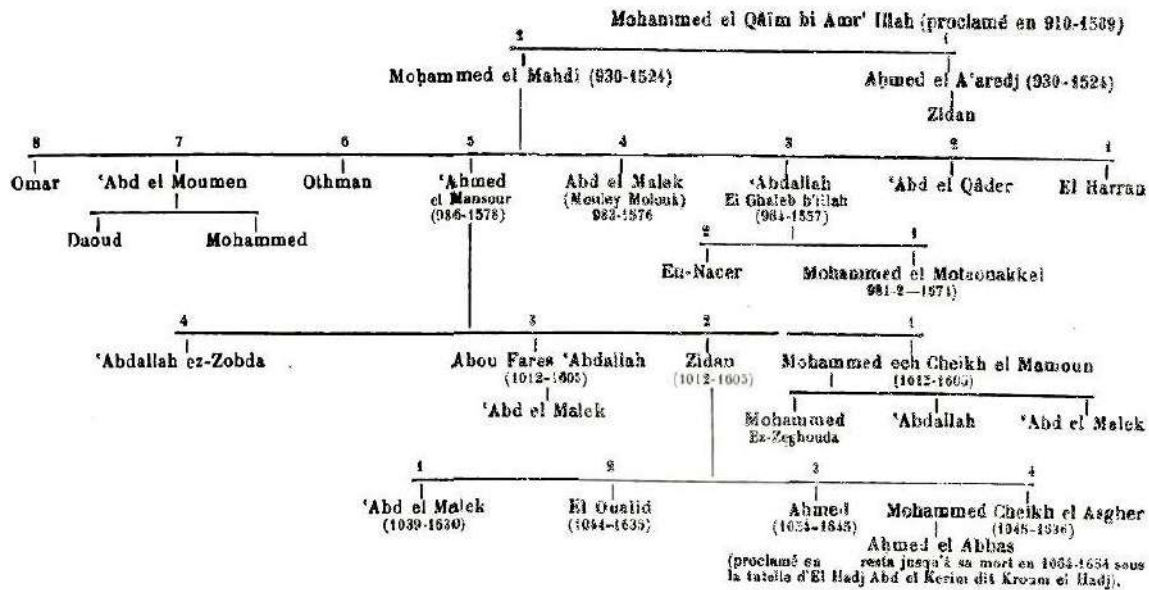 Mohammed el Qâïm bi Amr' Illah (proclamé en 910-1509)
2 1
Mohammed el Mahdi (930-1524) Ahmed el A'aredj (930-1524)
Zidan
8 7 6 5 4 3 2 1
Omar ‘Abd el Moumen Othman ‘Ahmed Abd el Malek ‘Abdallah ‘Abd el Qâder El Harran
el Mansour (Mouley Molouk) El Ghaleb b'illah
(986-1578) 983-1576 (964-1557)
Daoud Mohammed
2 1
En-Nacer Mohammed el Motaouakkel
981-2—1574)
4 3 2 1
‘Abdallah ez-Zobda Abou Fares ‘Abdallah Zidan Mohammed ech Cheikh el Mamoun
(1012-1603) (1012-1603) (1012-1603)
‘Abd el Malek Mohammed ‘Abdallah ‘Abd el Malek
Ez-Zeghouda
1 2 3 4
‘Abd el Malek El Oualid Ahmed Mohammed Cheikh el Asgher
(1039-1630) (1044-1635) (1045-1636)
Ahmed el Abbas
(proclamé en resta jusqu'à sa mort en 1064-1654 sous
la tutelle d'El Hadj Abd el Kerim dit Kroum el Hadj).